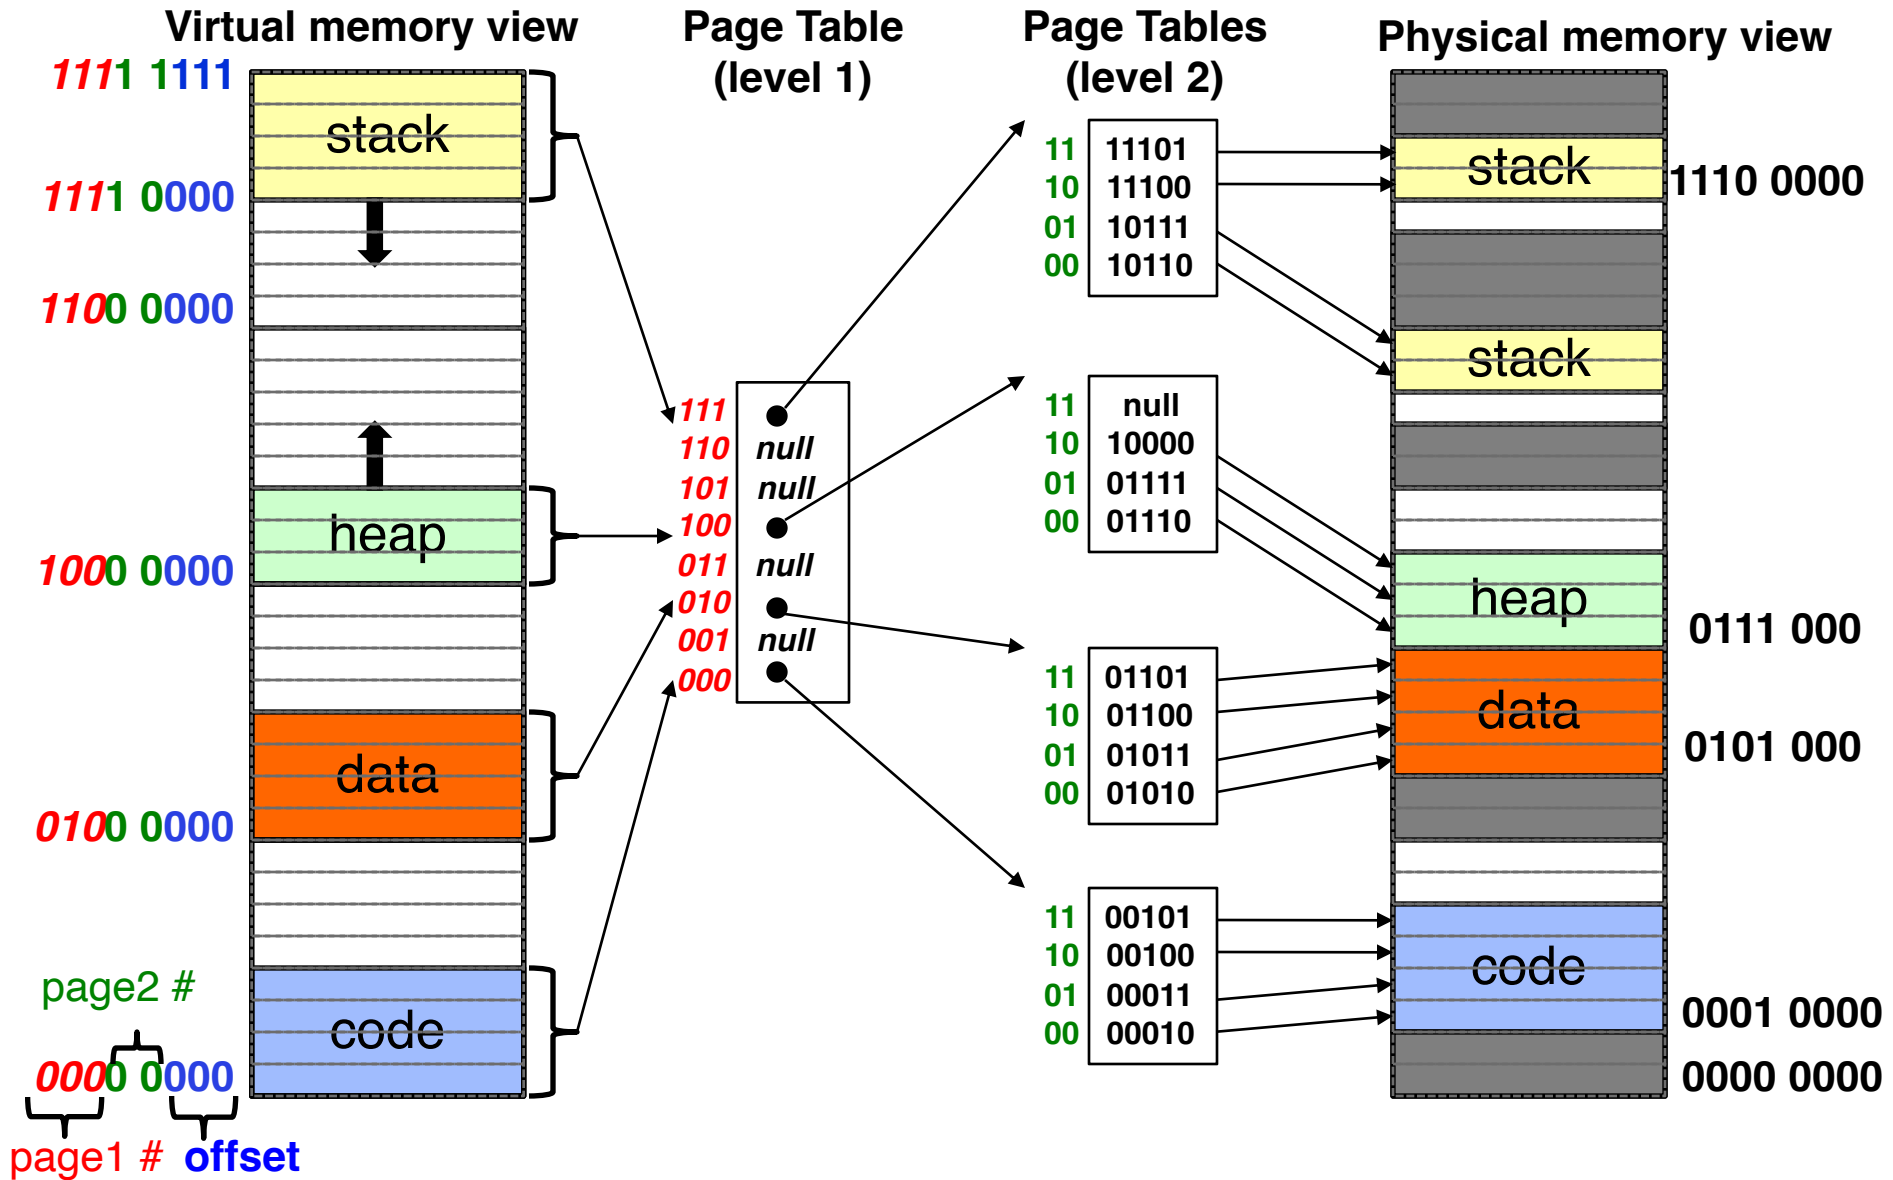 Virtual memory view
Page Table
(level 1)
Page Tables
(level 2)
Physical memory view
1111 1111
stack
1111 0000
1100 0000
heap
1000 0000
data
0100 0000
page2 #
code
0000 0000
page1 #
offset
111
110 null
101 null
100
011 null
010
001 null
000
11 11101
10 11100
01 10111
00 10110
11 null
10 10000
01 01111
00 01110
11 01101
10 01100
01 01011
00 01010
11 00101
10 00100
01 00011
00 00010
stack
1110 0000
stack
heap
0111 000
data
0101 000
code
0001 0000
0000 0000